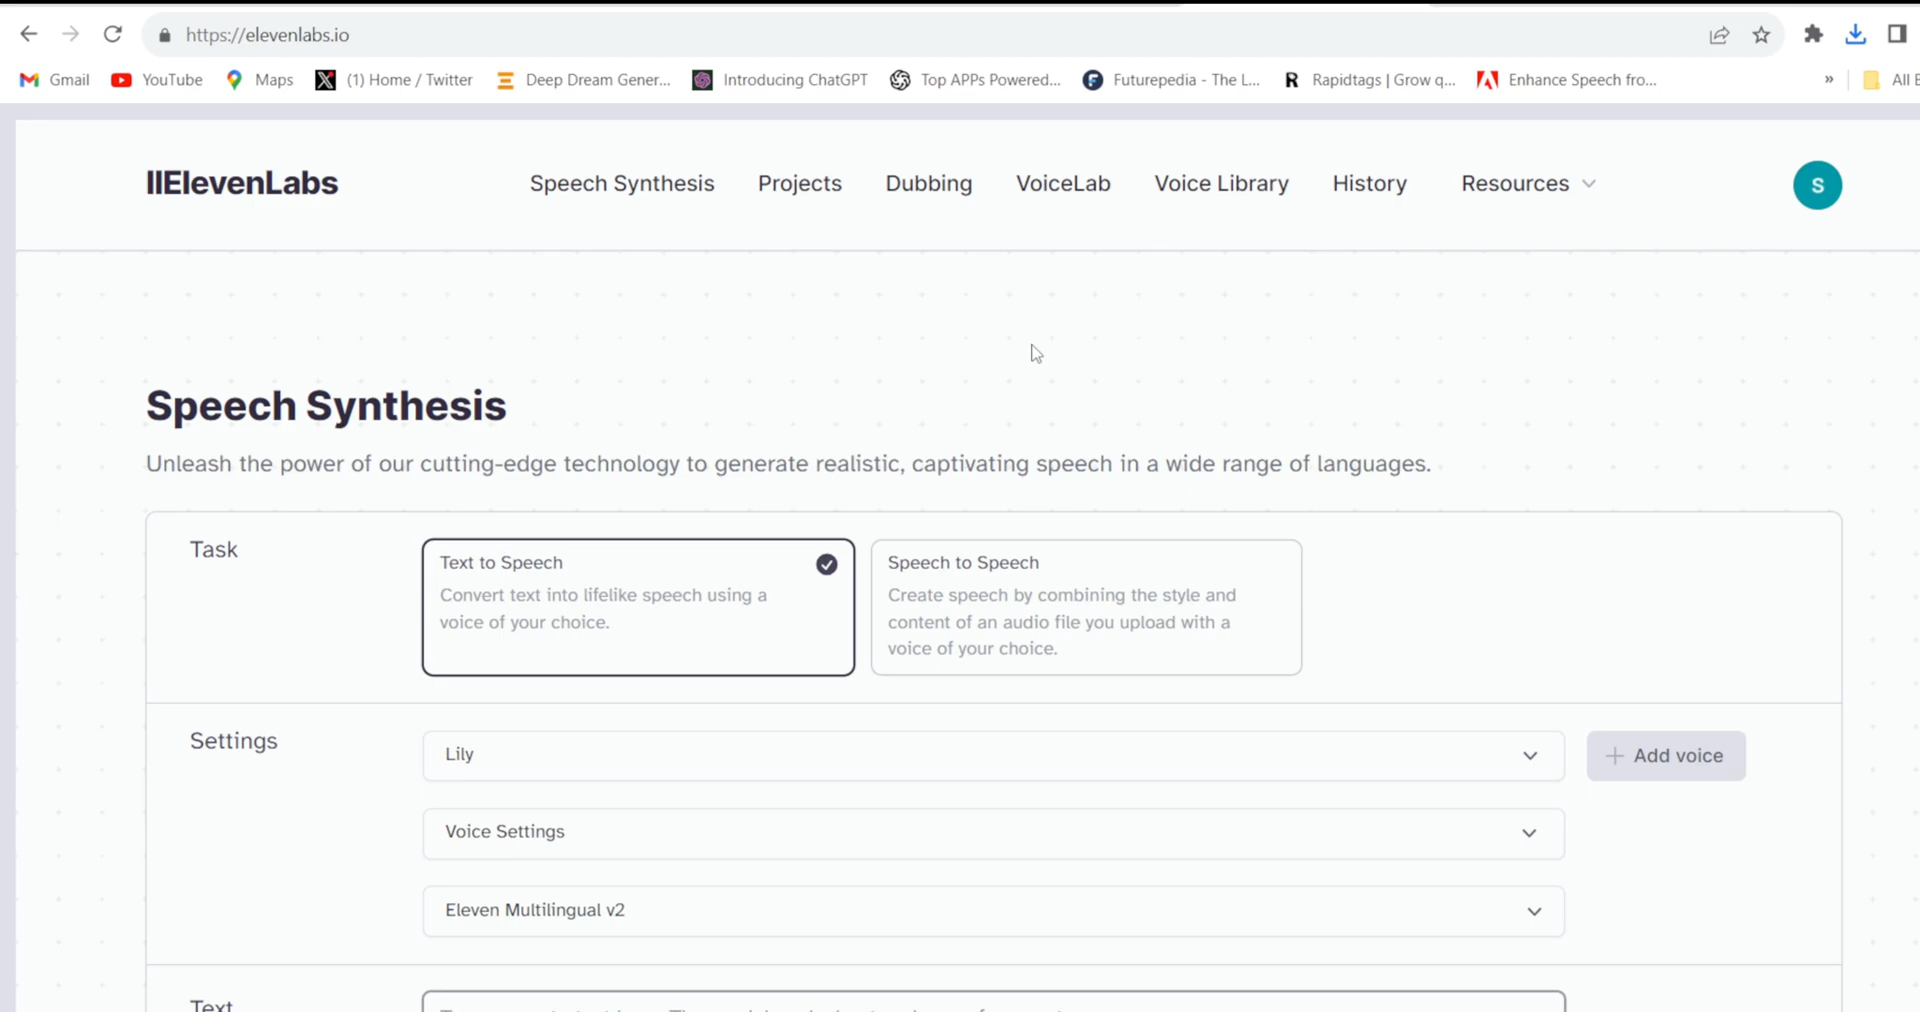 https://elevenlabs.io
Gmail YouTube Maps (1) Home / Twitter Deep Dream Gener... Introducing ChatGPT Top APPs Powered... Futurepedia - The L... Rapidtags | Grow q... Enhance Speech fro... » All
IIElevenLabs Speech Synthesis Projects Dubbing VoiceLab Voice Library History Resources S
Speech Synthesis
Unleash the power of our cutting-edge technology to generate realistic, captivating speech in a wide range of languages.
Task
Text to Speech
Convert text into lifelike speech using a
voice of your choice.
Speech to Speech
Create speech by combining the style and
content of an audio file you upload with a
voice of your choice.
Settings
Lily
+ Add voice
Voice Settings
Eleven Multilingual v2
Text